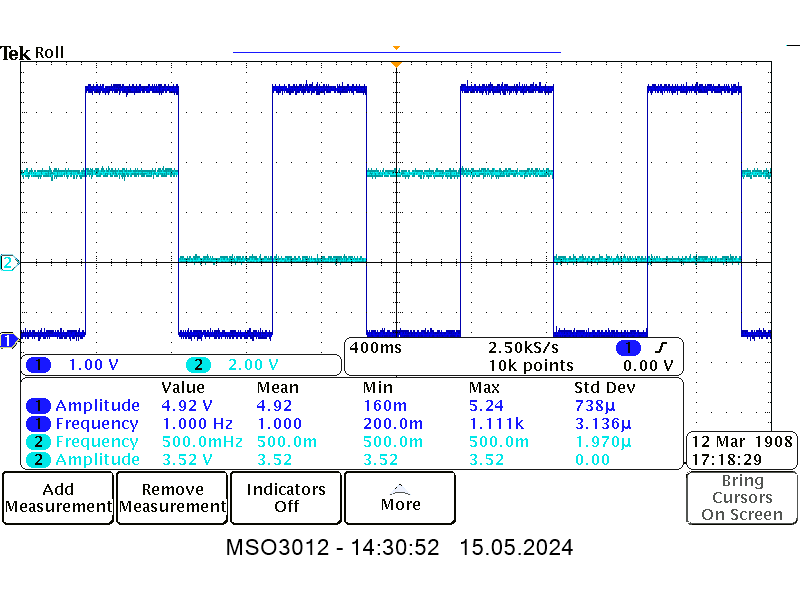 Tek Roll
2
1
400ms 2.50kS/s 1
10k points 0.00 V
1 1.00 V 2 2.00 V
Value Mean Min Max Std Dev
1 Amplitude 4.92 V 4.92 160m 5.24 738µ
1 Frequency 1.000 Hz 1.000 200.0m 1.111k 3.136µ
2 Frequency 500.0mHz 500.0m 500.0m 500.0m 1.970µ
2 Amplitude 3.52 V 3.52 3.52 3.52 0.00
12 Mar 1908
17:18:29
Add Measurement
Remove Measurement
Indicators Off
More
Bring Cursors On Screen
MSO3012 - 14:30:52 15.05.2024